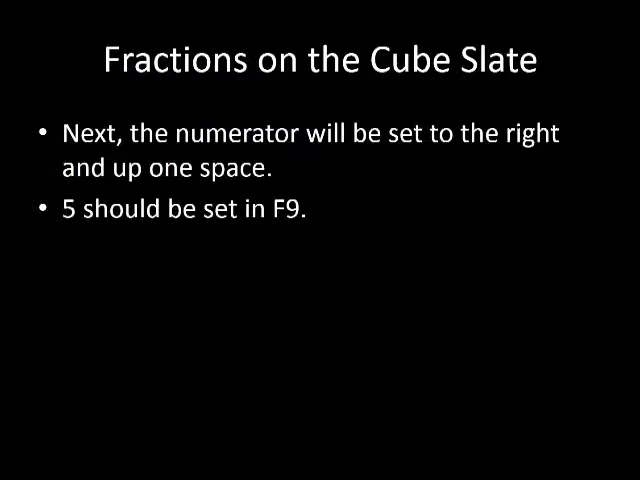 Fractions on the Cube Slate
• Next, the numerator will be set to the right
and up one space.
• 5 should be set in F9.